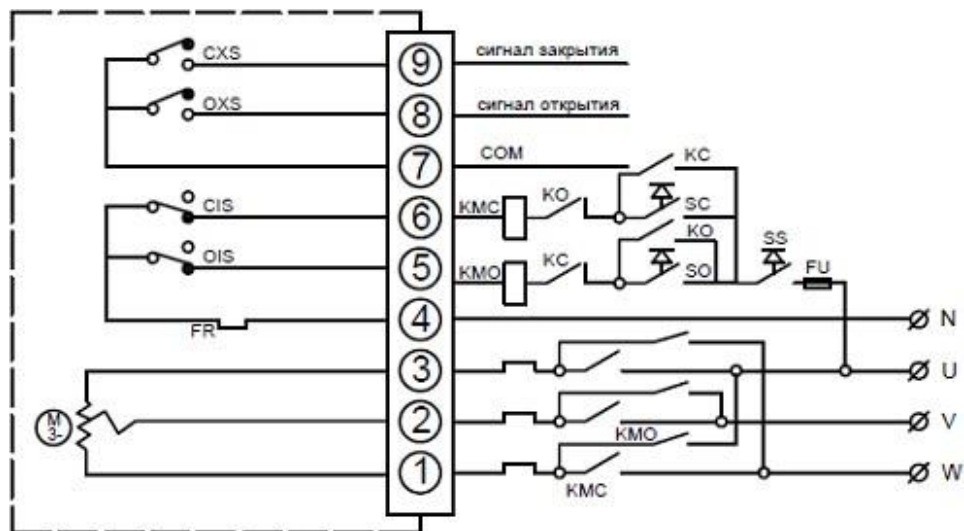 CXS
9
сигнал закрытия
OXS
8
сигнал открытия
7
COM
KC
CIS
6
KMC
KO
SC
KO
OIS
5
KMO
KC
SO
SS
FU
FR
4
N
3
U
M
3~
2
V
KMO
1
KMC
W